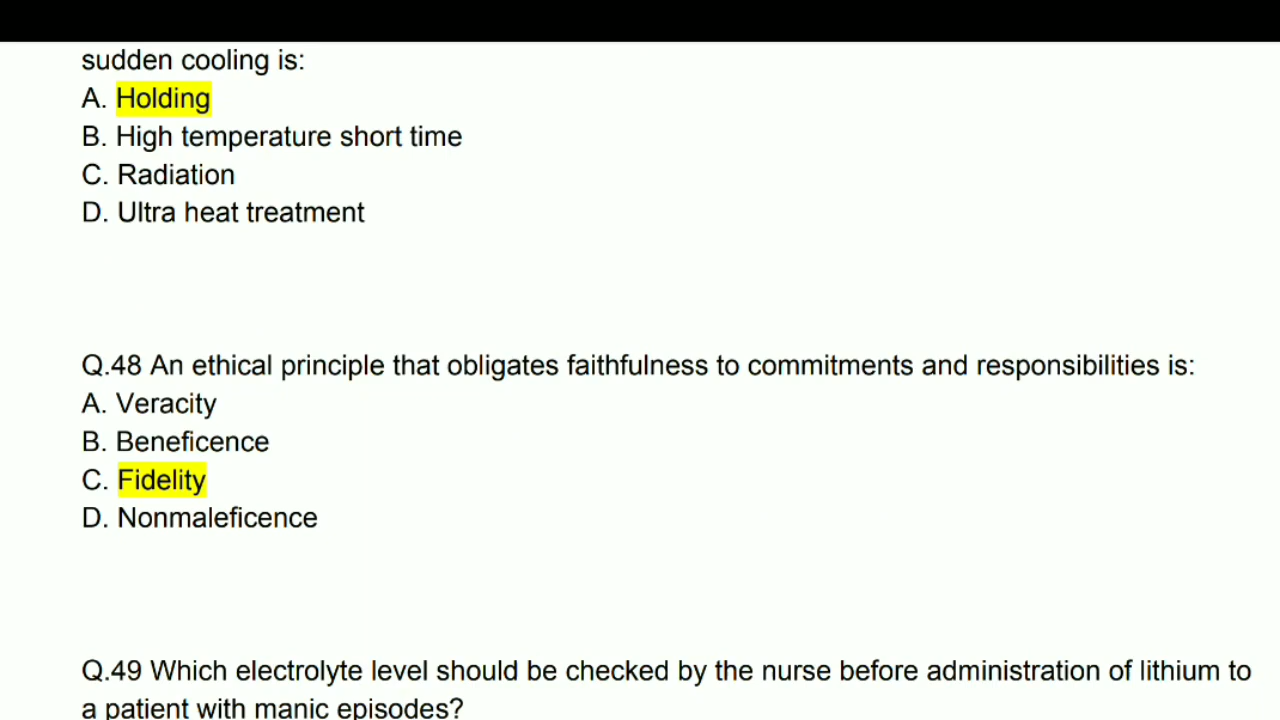 sudden cooling is:
A. Holding
B. High temperature short time
C. Radiation
D. Ultra heat treatment
Q.48 An ethical principle that obligates faithfulness to commitments and responsibilities is:
A. Veracity
B. Beneficence
C. Fidelity
D. Nonmaleficence
Q.49 Which electrolyte level should be checked by the nurse before administration of lithium to
a patient with manic episodes?